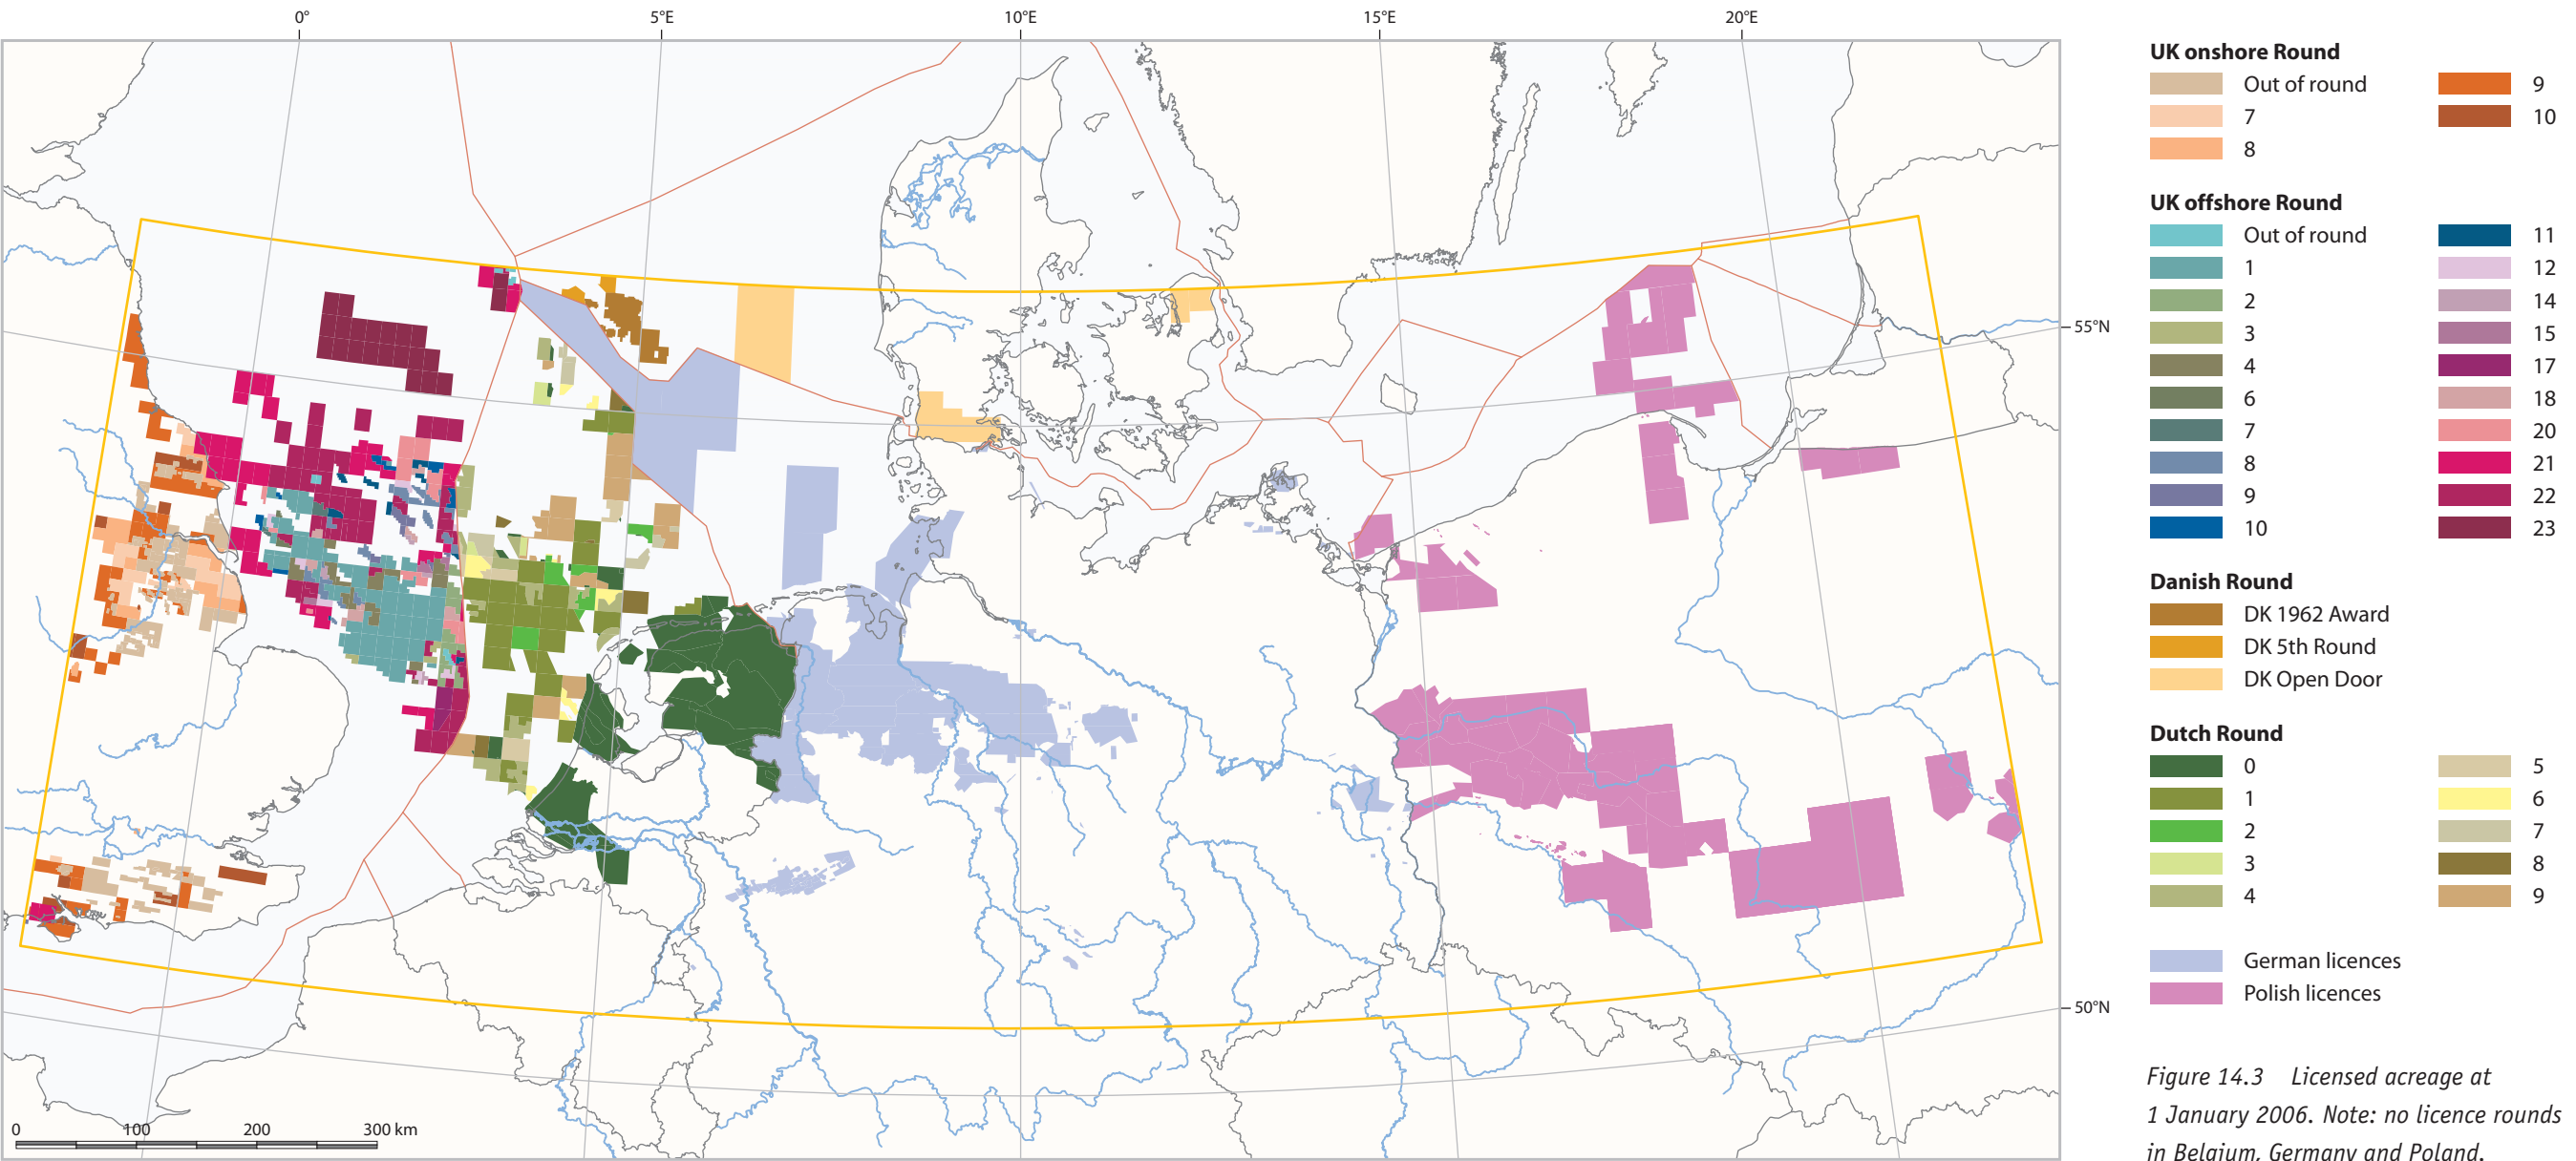 0° 5°E 10°E 15°E 20°E
55°N
50°N
0 100 200 300 km
UK onshore Round
Out of round 9
7 10
8
UK offshore Round
Out of round 11
1 12
2 14
3 15
4 17
6 18
7 20
8 21
9 22
10 23
Danish Round
DK 1962 Award
DK 5th Round
DK Open Door
Dutch Round
0 5
1 6
2 7
3 8
4 9
German licences
Polish licences
Figure 14.3 Licensed acreage at
1 January 2006. Note: no licence rounds
in Belgium, Germany and Poland.